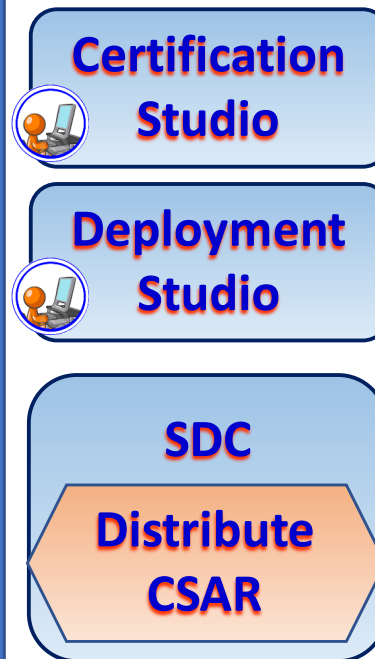 Certification
Studio
Deployment
Studio
SDC
Distribute
CSAR